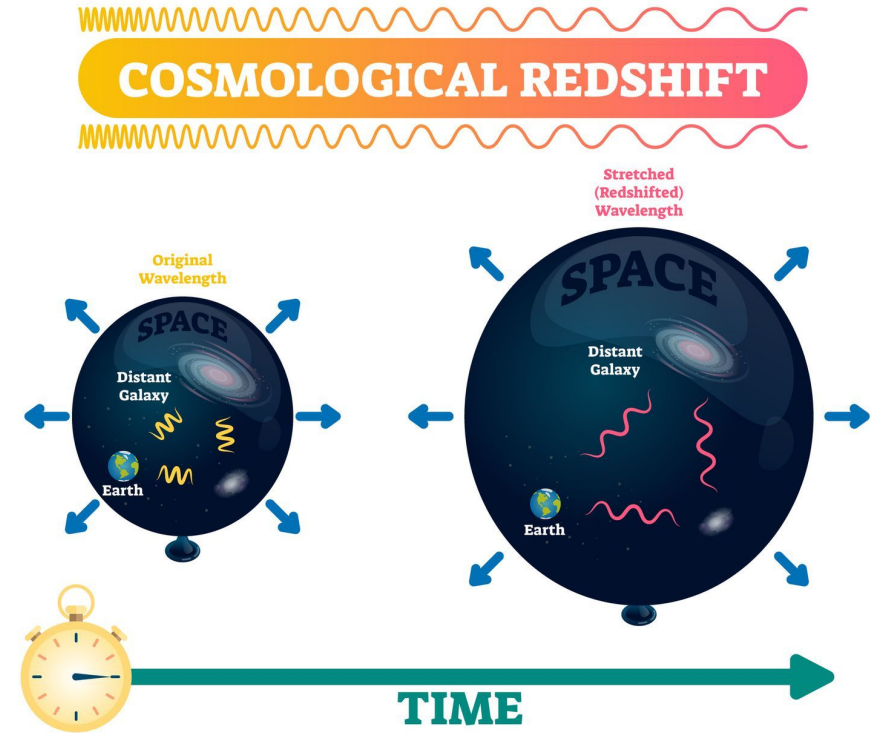 COSMOLOGICAL REDSHIFT
Original
Wavelength
SPACE
Distant
Galaxy
Earth
Stretched
(Redshifted)
Wavelength
SPACE
Distant
Galaxy
Earth
TIME